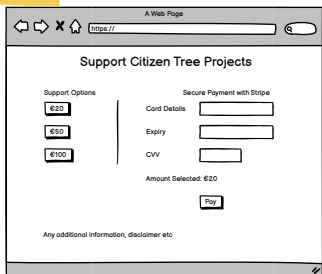 A Web Page
https://
Support Citizen Tree Projects
Support Options
€20
€50
€100
Secure Payment with Stripe
Card Details
Expiry
CVV
Amount Selected: €20
Pay
Any additional information, disclaimer etc